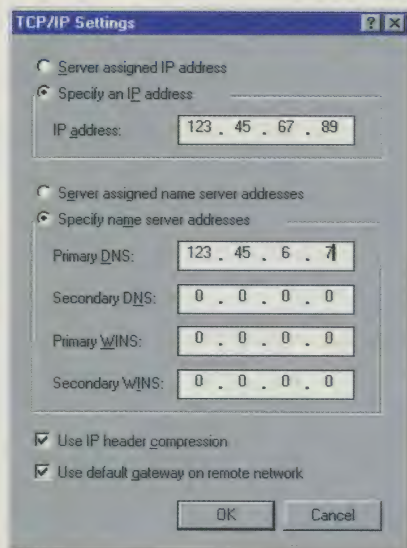 TCP/IP Settings
Server assigned IP address
Specify an IP address
IP address: 123 . 45 . 67 . 89
Server assigned name server addresses
Specify name server addresses
Primary DNS: 123 . 45 . 6 . 7
Secondary DNS: 0 . 0 . 0 . 0
Primary WINS: 0 . 0 . 0 . 0
Secondary WINS: 0 . 0 . 0 . 0
Use IP header compression
Use default gateway on remote network
OK Cancel